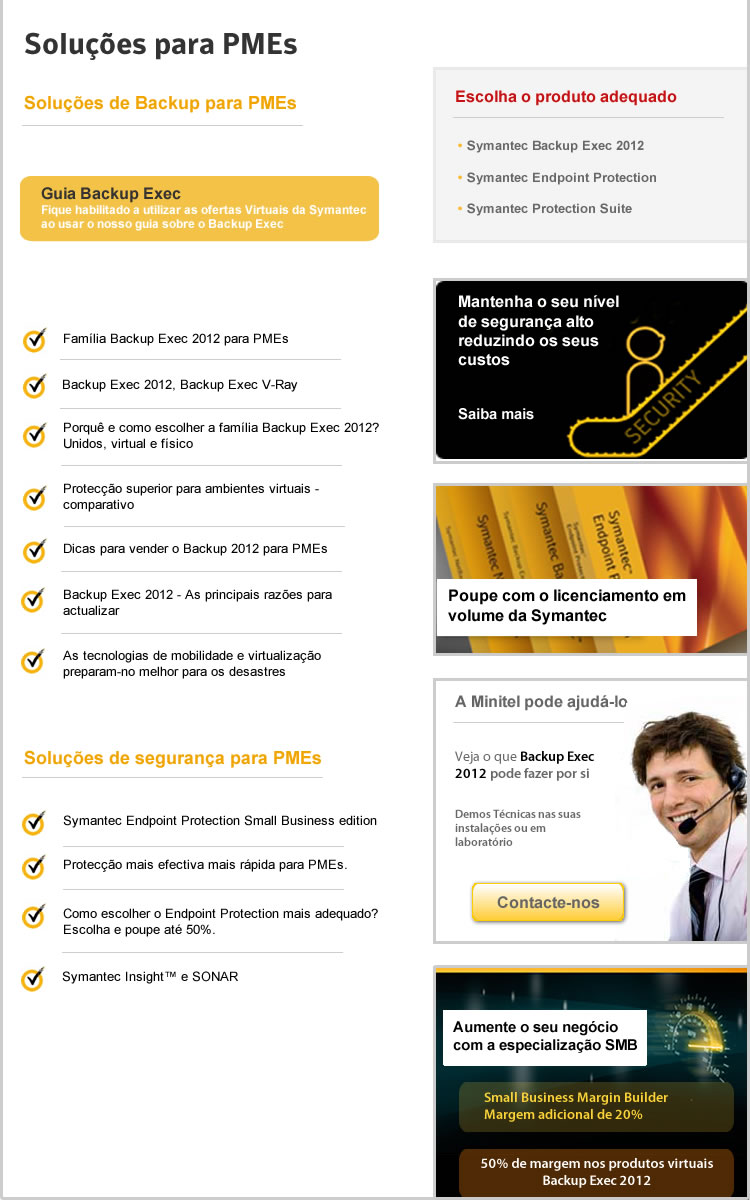 Soluções para PMEs
Soluções de Backup para PMEs
Guia Backup Exec
Fique habilitado a utilizar as ofertas Virtuais da Symantec
ao usar o nosso guia sobre o Backup Exec
Família Backup Exec 2012 para PMEs
Backup Exec 2012, Backup Exec V-Ray
Porquê e como escolher a família Backup Exec 2012?
Unidos, virtual e físico
Protecção superior para ambientes virtuais -
comparativo
Dicas para vender o Backup 2012 para PMEs
Backup Exec 2012 - As principais razões para
actualizar
As tecnologias de mobilidade e virtualização
preparam-no melhor para os desastres
Soluções de segurança para PMEs
Symantec Endpoint Protection Small Business edition
Protecção mais efectiva mais rápida para PMEs.
Como escolher o Endpoint Protection mais adequado?
Escolha e poupe até 50%.
Symantec Insight™ e SONAR
Escolha o produto adequado
• Symantec Backup Exec 2012
• Symantec Endpoint Protection
• Symantec Protection Suite
Mantenha o seu nível
de segurança alto
reduzindo os seus
custos
Saiba mais
SECURITY
Symantec
Symantec Ba
Symantec™
Endpoint P
Poupe com o licenciamento em
volume da Symantec
A Minitel pode ajudá-lo
Veja o que Backup Exec
2012 pode fazer por si
Demos Técnicas nas suas
instalações ou em
laboratório
Contacte-nos
Aumente o seu negócio
com a especialização SMB
Small Business Margin Builder
Margem adicional de 20%
50% de margem nos produtos virtuais
Backup Exec 2012